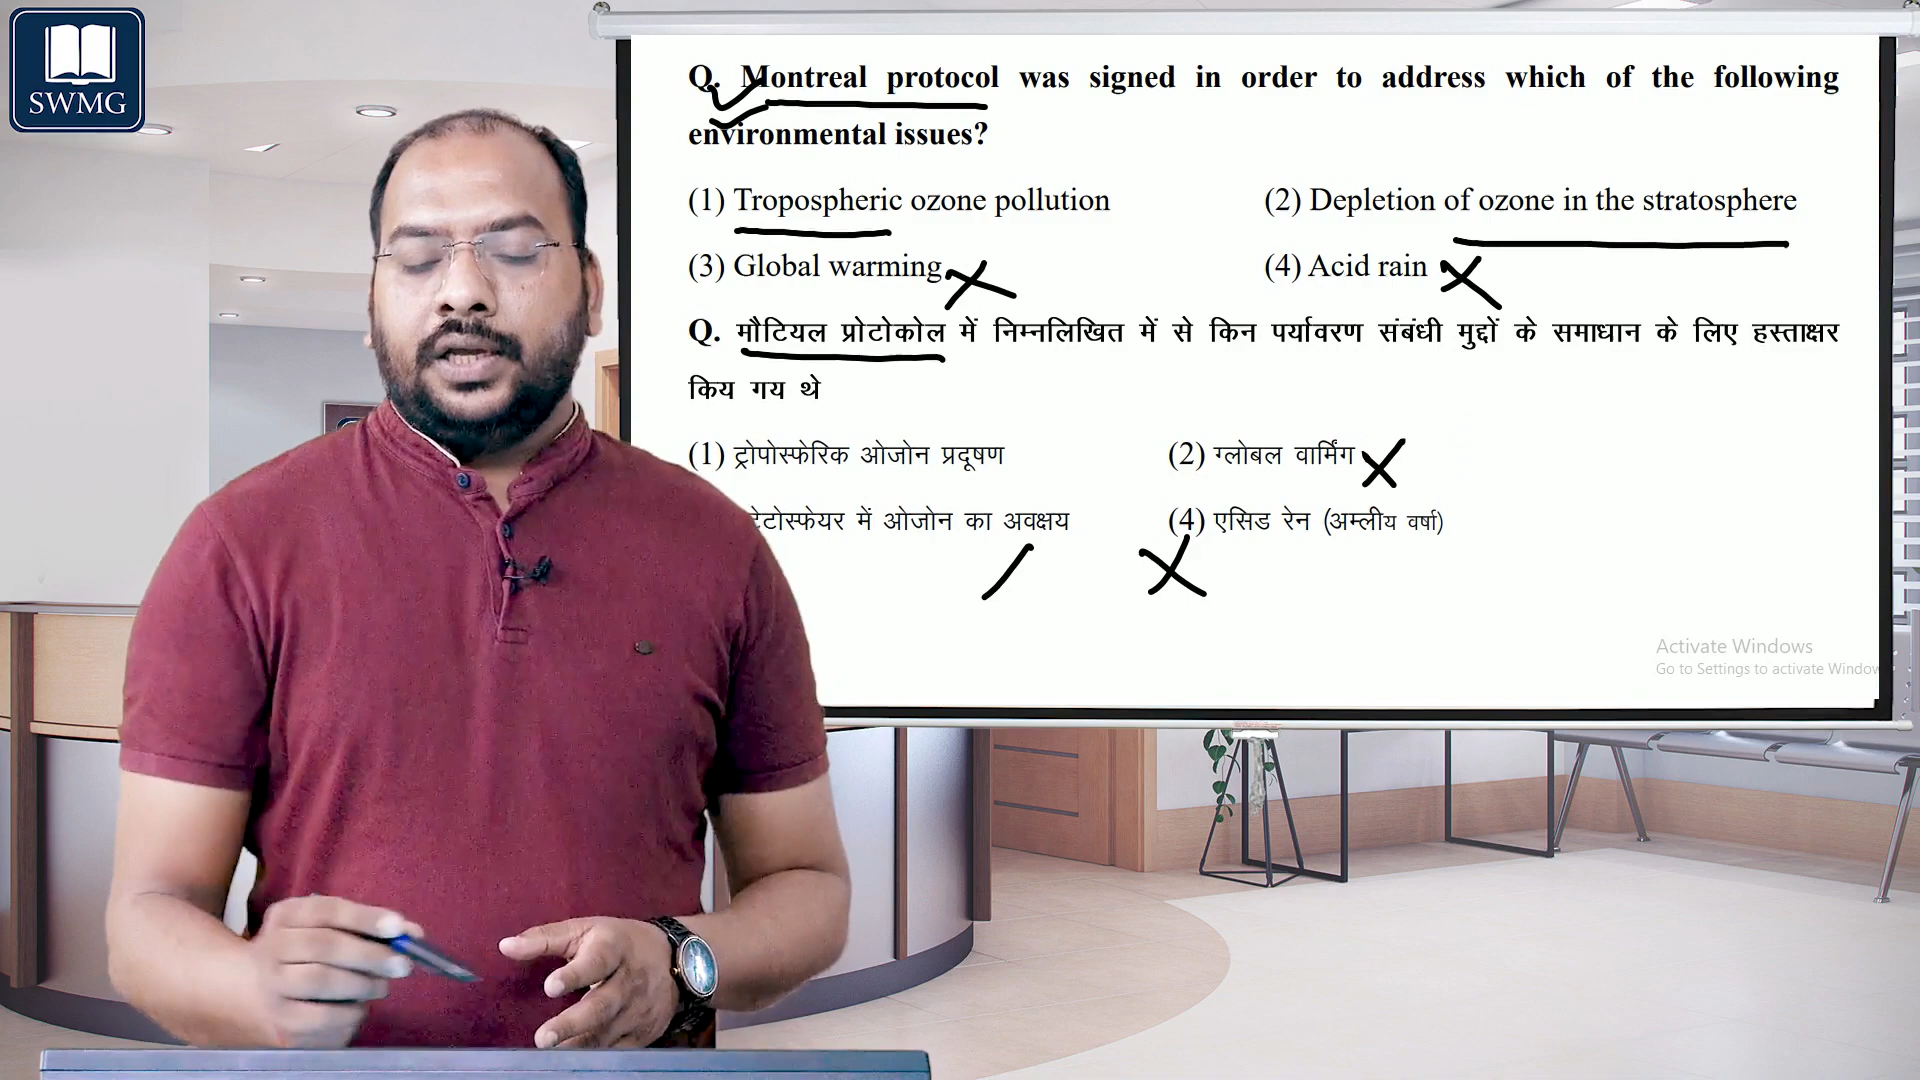 SWMG
Q. Montreal protocol was signed in order to address which of the following
environmental issues?
(1) Tropospheric ozone pollution (2) Depletion of ozone in the stratosphere
(3) Global warming (4) Acid rain
Q. मौटियल प्रोटोकोल में निम्नलिखित में से किन पर्यावरण संबंधी मुद्दों के समाधान के लिए हस्ताक्षर
किय गय थे
(1) ट्रोपोस्फेरिक ओजोन प्रदूषण (2) ग्लोबल वार्मिंग
में ओजोन का अवक्षय (4) एसिड रेन (अम्लीय वर्षा)
Activate Windows
Go to Settings to activate Window